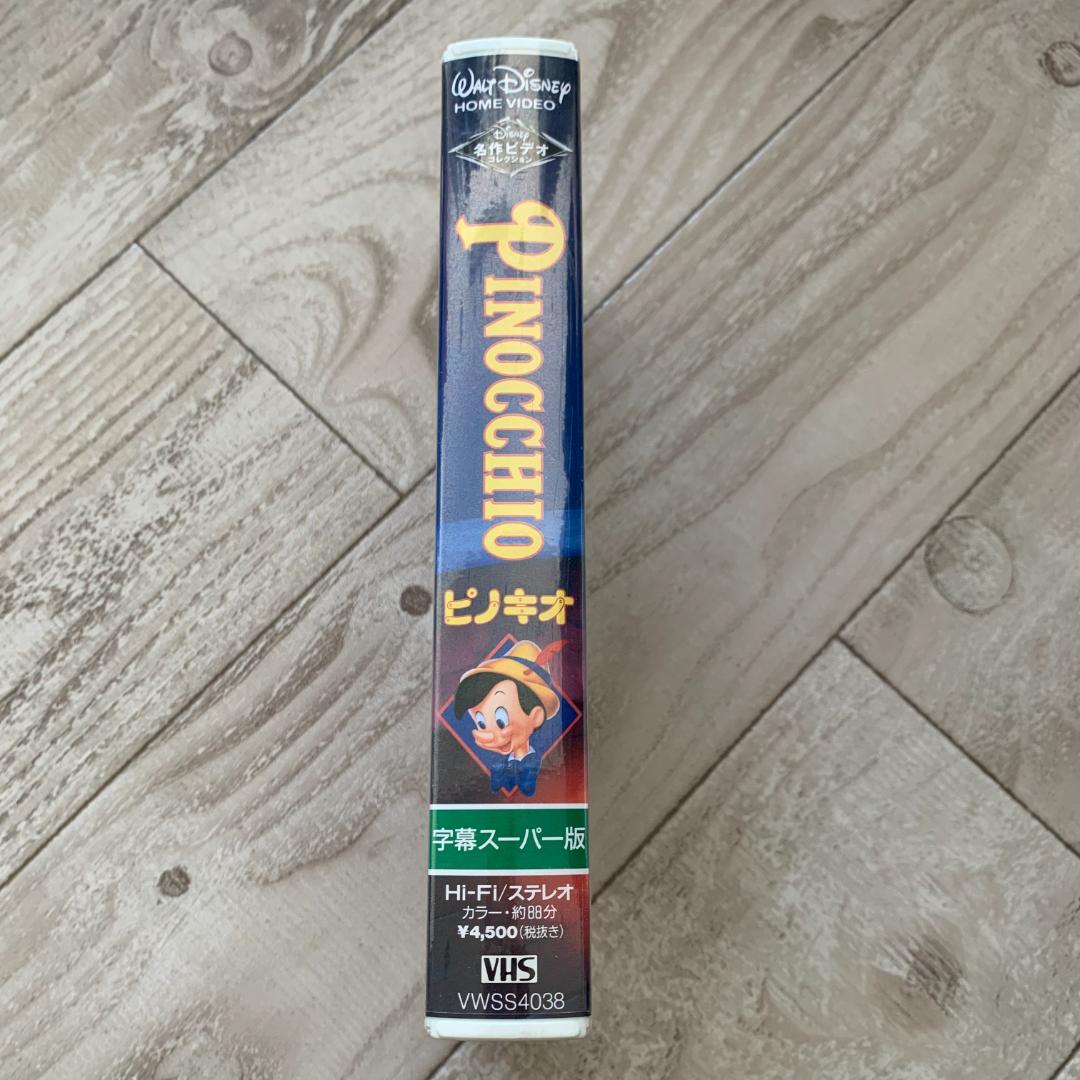 WALT DISNEY
HOME VIDEO
Disney
名作ビデオ
コレクション
PINOCCHIO
ピノキオ
字幕スーパー版
Hi-Fi/ステレオ
カラー・約88分
¥4,500(税抜き)
VHS
VWSS4038